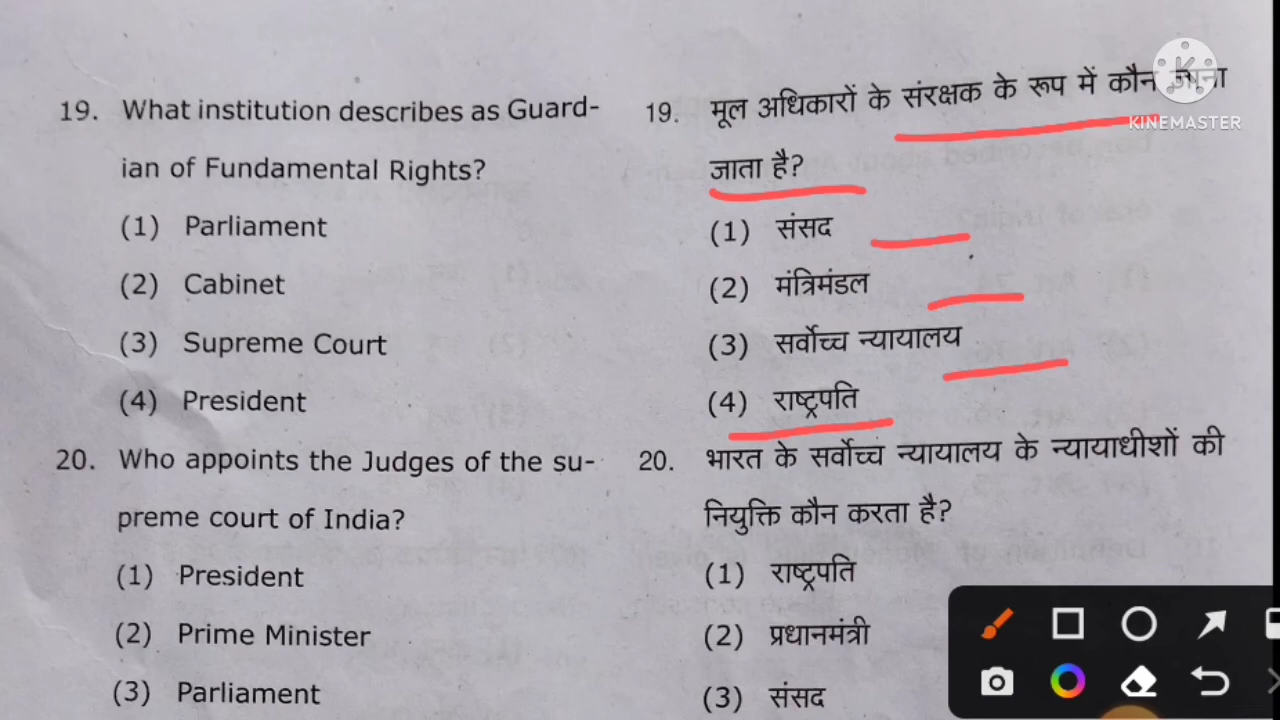 19. What institution describes as Guard-
ian of Fundamental Rights?
(1) Parliament
(2) Cabinet
(3) Supreme Court
(4) President
20. Who appoints the Judges of the su-
preme court of India?
(1) President
(2) Prime Minister
(3) Parliament
19. मूल अधिकारों के संरक्षक के रूप में कौन
जाता है?
(1) संसद
(2) मंत्रिमंडल
(3) सर्वोच्च न्यायालय
(4) राष्ट्रपति
20. भारत के सर्वोच्च न्यायालय के न्यायाधीशों की
नियुक्ति कौन करता है?
(1) राष्ट्रपति
(2) प्रधानमंत्री
(3) संसद
KINEMASTER